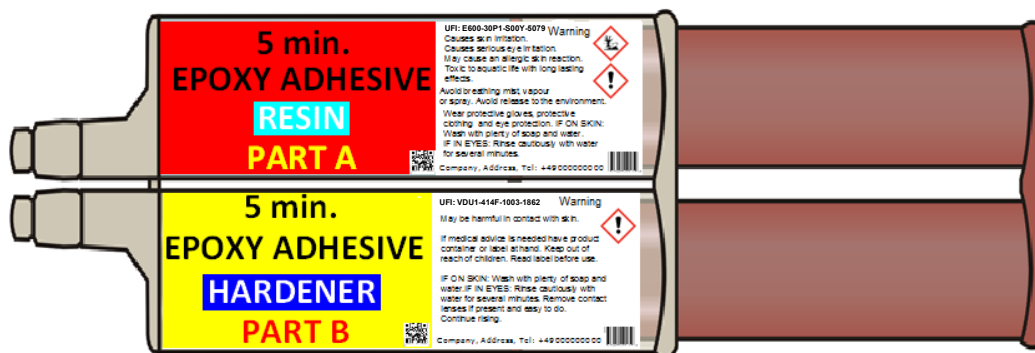 5 min.
EPOXY ADHESIVE
RESIN
PART A
UFI: E600-30P1-S00Y-5079 Warning
Causes skin irritation.
Causes serious eye irritation.
May cause an allergic skin reaction.
Toxic to aquatic life with long lasting
effects.
Avoid breathing mist, vapour
or spray. Avoid release to the environment.
Wear protective gloves, protective
clothing and eye protection. IF ON SKIN:
Wash with plenty of soap and water.
IF IN EYES: Rinse cautiously with water
for several minutes.
Company, Address, Tel: +49000000000
5 min.
EPOXY ADHESIVE
HARDENER
PART B
UFI: VDU1-414F-1003-1862 Warning
May be harmful in contact with skin.
If medical advice is needed have product
container or label at hand. Keep out of
reach of children. Read label before use.
IF ON SKIN: Wash with plenty of soap and
water.IF IN EYES: Rinse cautiously with
water for several minutes. Remove contact
lenses if present and easy to do.
Continue rising.
Company, Address, Tel: +49000000000